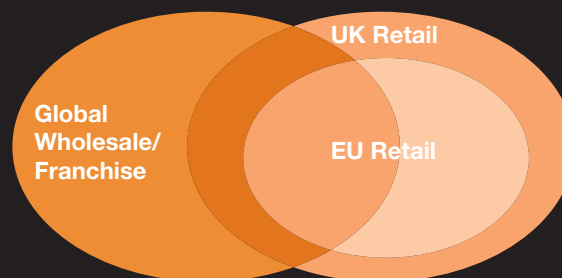 UK Retail
Global
Wholesale/
Franchise
EU Retail